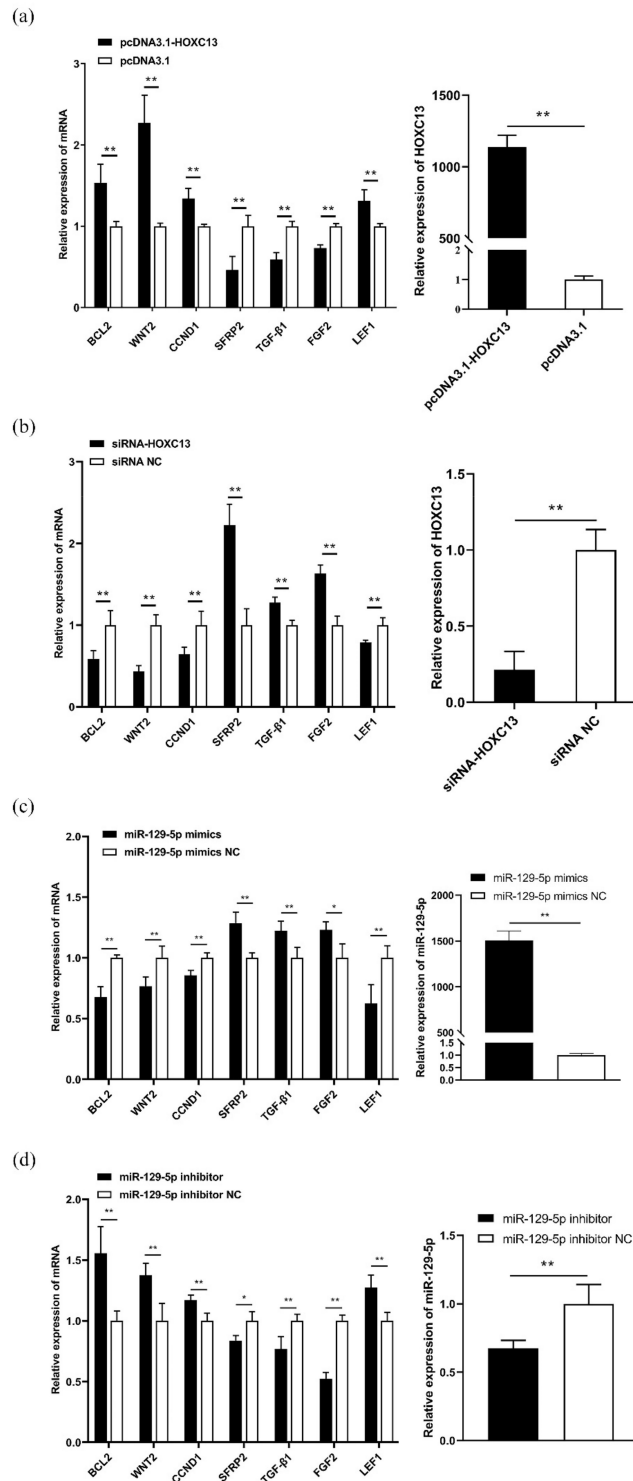 (a)
pcDNA3.1-HOXC13
pcDNA3.1
Relative expression of mRNA
3
2
1
0
**
**
**
**
**
**
**
BCL2
WNT2
CCND1
SFRP2
TGF-β1
FGF2
LEF1
Relative expression of HOXC13
1500
1000
500
2
1
0
**
pcDNA3.1-HOXC13
pcDNA3.1
(b)
siRNA-HOXC13
siRNA NC
Relative expression of mRNA
3
2
1
0
**
**
**
**
**
**
**
BCL2
WNT2
CCND1
SFRP2
TGF-β1
FGF2
LEF1
Relative expression of HOXC13
1.5
1.0
0.5
0.0
**
siRNA-HOXC13
siRNA NC
(c)
miR-129-5p mimics
miR-129-5p mimics NC
Relative expression of mRNA
2.0
1.5
1.0
0.5
0.0
**
**
**
**
**
*
**
BCL2
WNT2
CCND1
SFRP2
TGF-β1
FGF2
LEF1
miR-129-5p mimics
miR-129-5p mimics NC
Relative expression of miR-129-5p
2000
1500
1000
500
1.5
1.0
0.5
0.0
**
(d)
miR-129-5p inhibitor
miR-129-5p inhibitor NC
Relative expression of mRNA
2.0
1.5
1.0
0.5
0.0
**
**
**
*
**
**
**
BCL2
WNT2
CCND1
SFRP2
TGF-β1
FGF2
LEF1
miR-129-5p inhibitor
miR-129-5p inhibitor NC
Relative expression of miR-129-5p
1.5
1.0
0.5
0.0
**